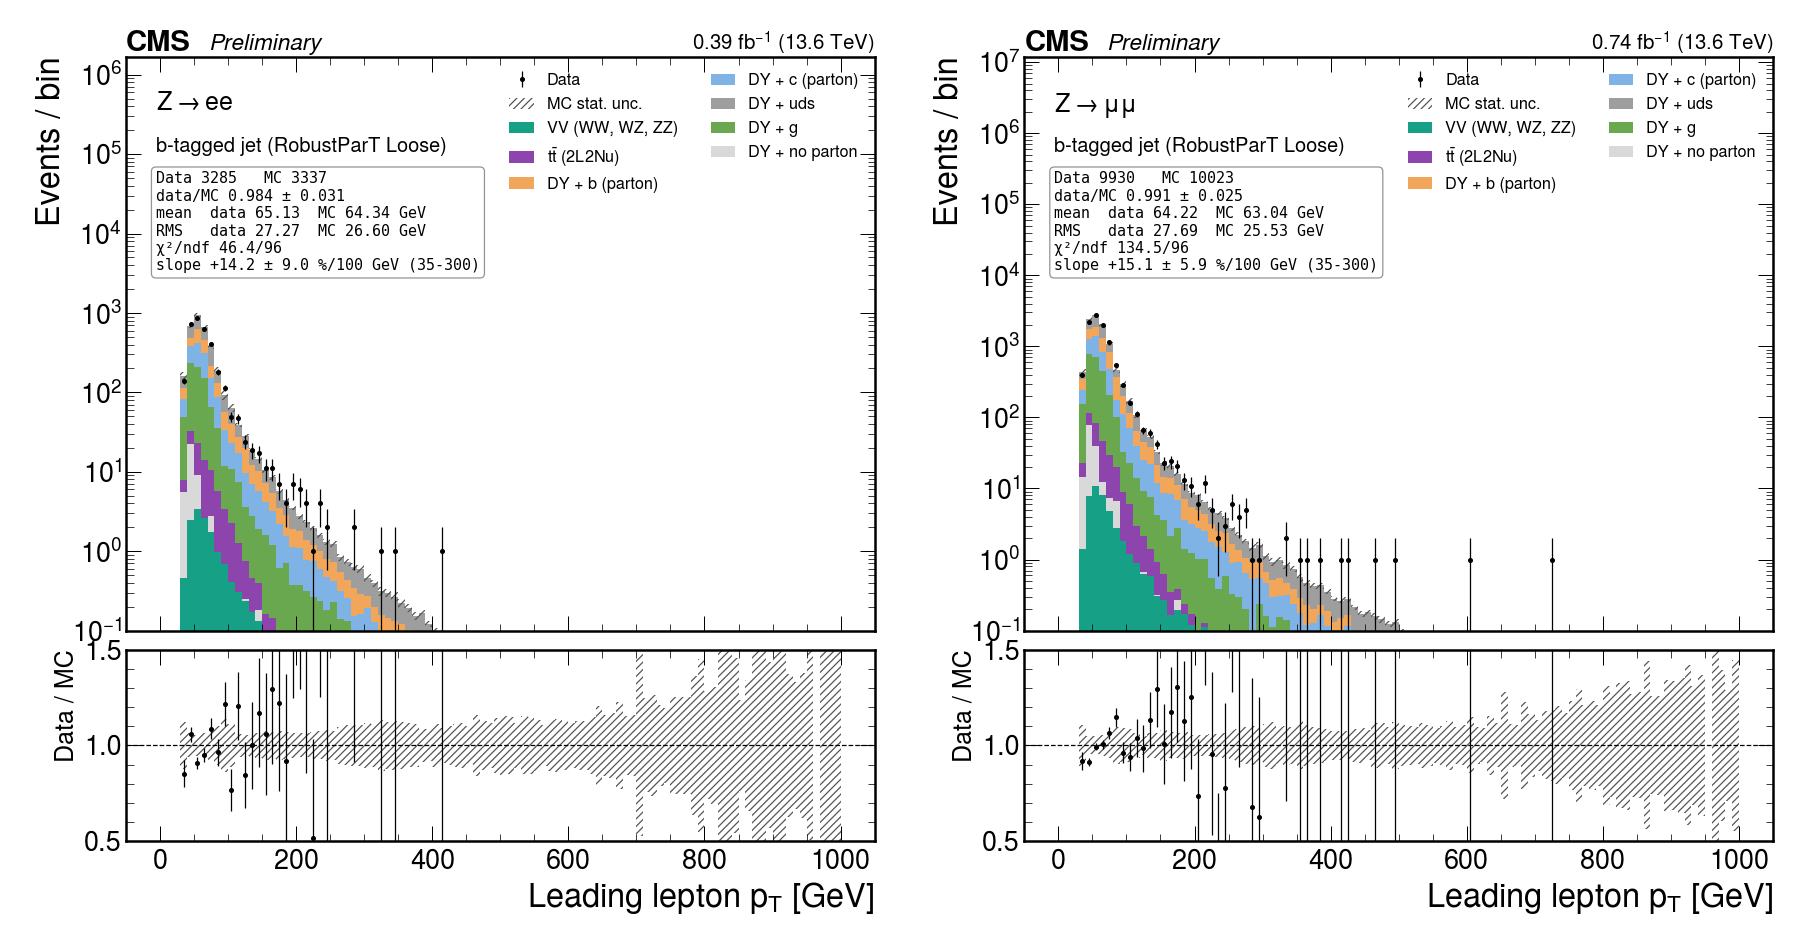 CMS Preliminary 0.39 fb⁻¹ (13.6 TeV)
Events / bin
10⁶
10⁵
10⁴
10³
10²
10¹
10⁰
10⁻¹
Z→ee
b-tagged jet (RobustParT Loose)
Data 3285 MC 3337
data/MC 0.984 ± 0.031
mean data 65.13 MC 64.34 GeV
RMS data 27.27 MC 26.60 GeV
χ²/ndf 46.4/96
slope +14.2 ± 9.0 %/100 GeV (35-300)
Data
MC stat. unc.
VV (WW, WZ, ZZ)
tt̄ (2L2Nu)
DY + b (parton)
DY + c (parton)
DY + uds
DY + g
DY + no parton
Data / MC
1.5
1.0
0.5
0 200 400 600 800 1000
Leading lepton p_T [GeV]
CMS Preliminary 0.74 fb⁻¹ (13.6 TeV)
Events / bin
10⁷
10⁶
10⁵
10⁴
10³
10²
10¹
10⁰
10⁻¹
Z→μμ
b-tagged jet (RobustParT Loose)
Data 9930 MC 10023
data/MC 0.991 ± 0.025
mean data 64.22 MC 63.04 GeV
RMS data 27.69 MC 25.53 GeV
χ²/ndf 134.5/96
slope +15.1 ± 5.9 %/100 GeV (35-300)
Data
MC stat. unc.
VV (WW, WZ, ZZ)
tt̄ (2L2Nu)
DY + b (parton)
DY + c (parton)
DY + uds
DY + g
DY + no parton
Data / MC
1.5
1.0
0.5
0 200 400 600 800 1000
Leading lepton p_T [GeV]